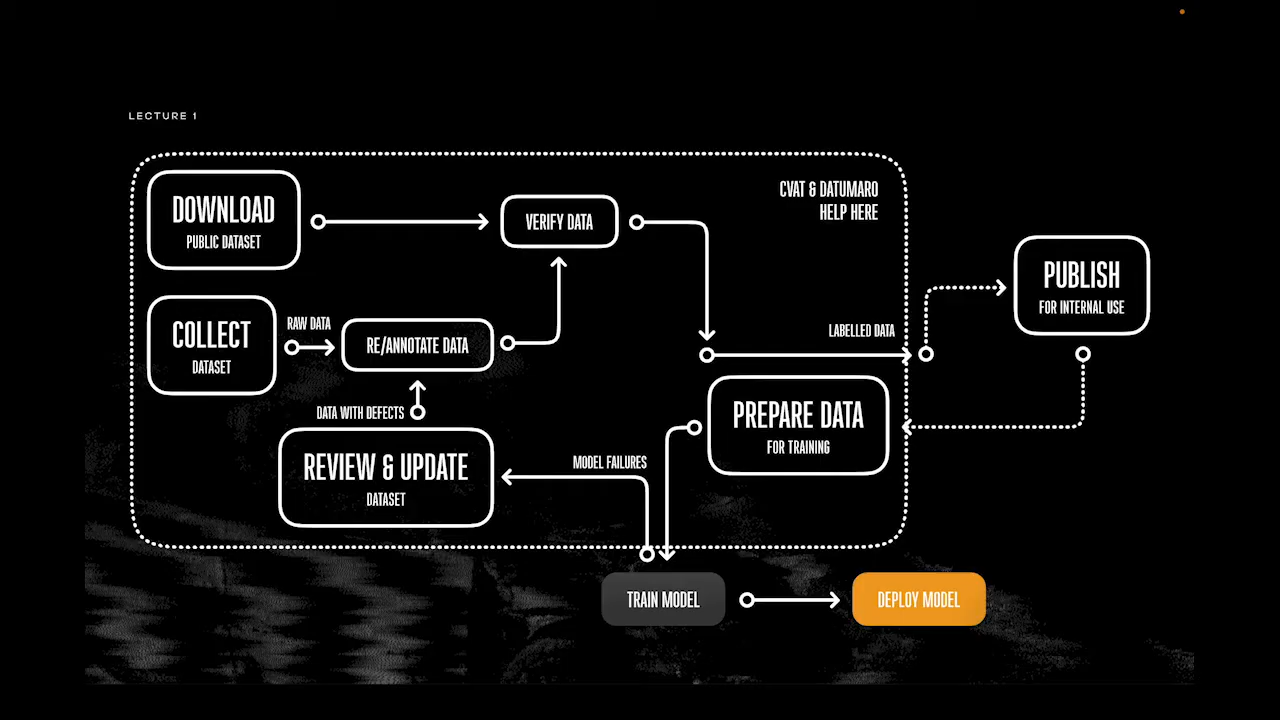 LECTURE 1
DOWNLOAD
PUBLIC DATASET
VERIFY DATA
CVAT & DATUMARO
HELP HERE
PUBLISH
FOR INTERNAL USE
COLLECT
DATASET
RAW DATA
RE/ANNOTATE DATA
LABELLED DATA
DATA WITH DEFECTS
PREPARE DATA
FOR TRAINING
REVIEW & UPDATE
DATASET
MODEL FAILURES
TRAIN MODEL
DEPLOY MODEL